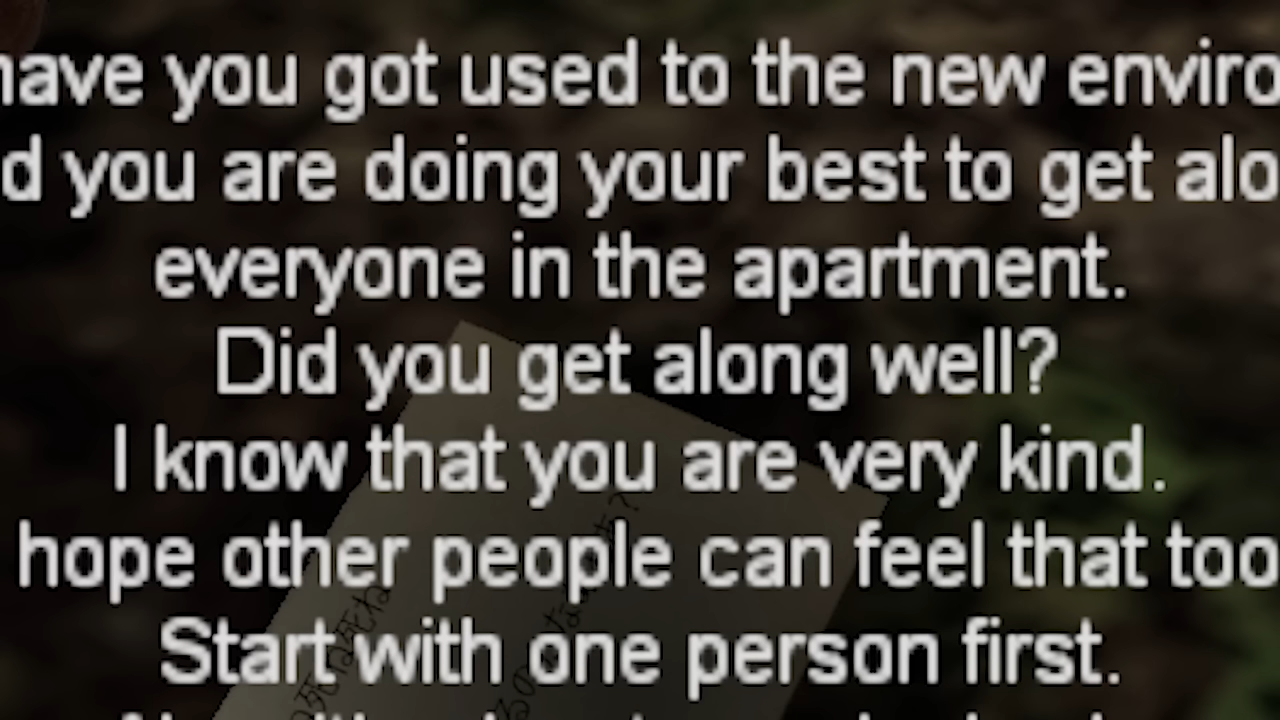 have you got used to the new enviro
d you are doing your best to get alo
everyone in the apartment.
Did you get along well?
I know that you are very kind.
hope other people can feel that too
Start with one person first.